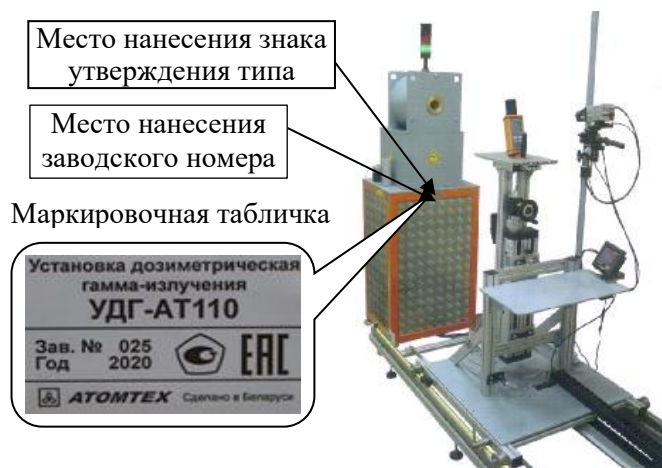 Место нанесения знака
утверждения типа
Место нанесения
заводского номера
Маркировочная табличка
Установка дозиметрическая
гамма-излучения
УДГ-АТ110
Зав. № 025
Год 2020
ЕАС
ATOMTEX Сделано в Беларуси